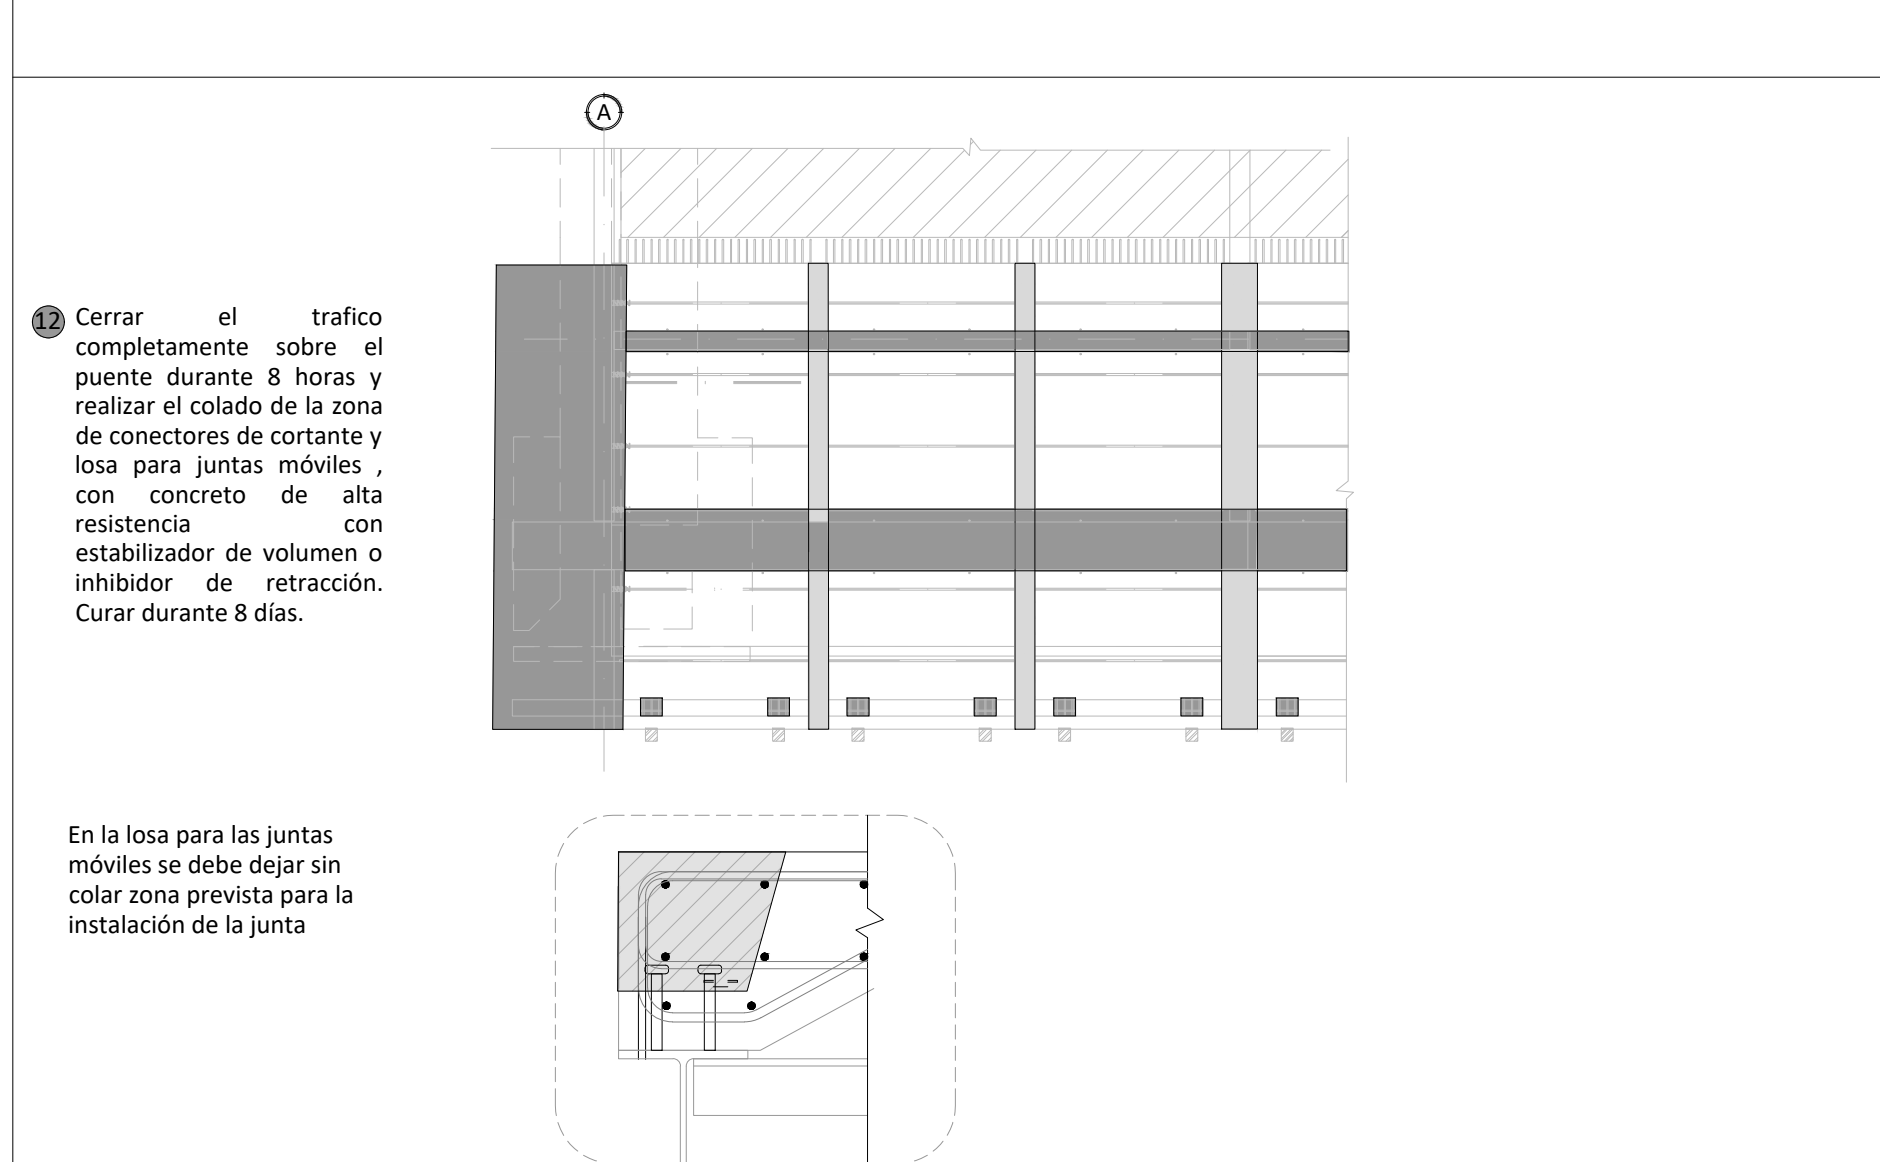 A
12 Cerrar el trafico
completamente sobre el
puente durante 8 horas y
realizar el colado de la zona
de conectores de cortante y
losa para juntas móviles ,
con concreto de alta
resistencia con
estabilizador de volumen o
inhibidor de retracción.
Curar durante 8 días.
En la losa para las juntas
móviles se debe dejar sin
colar zona prevista para la
instalación de la junta